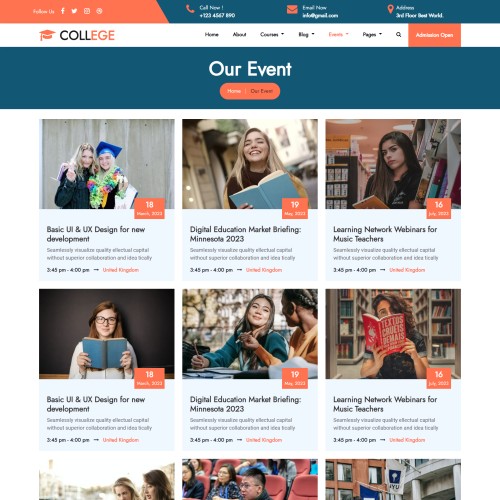 Follow Us
Call Now !
+123 4567 890
Email Now
info@gmail.com
Address
3rd Floor Best World.
COLLEGE
Home
About
Courses
Blog
Events
Pages
Admission Open
Our Event
Home
Our Event
18
March, 2023
19
May, 2023
16
July, 2023
Basic UI & UX Design for new
development
Seamlessly visualize quality efectual capital
without superior collaboration and idea tically
3:45 pm - 4:00 pm → United Kingdom
Digital Education Market Briefing:
Minnesota 2023
Seamlessly visualize quality efectual capital
without superior collaboration and idea tically
3:45 pm - 4:00 pm → United Kingdom
Learning Network Webinars for
Music Teachers
Seamlessly visualize quality efectual capital
without superior collaboration and idea tically
3:45 pm - 4:00 pm → United Kingdom
TEXTOS
CRUÉIS
DEMAIS
18
March, 2023
19
May, 2023
16
July, 2023
Basic UI & UX Design for new
development
Seamlessly visualize quality efectual capital
without superior collaboration and idea tically
3:45 pm - 4:00 pm → United Kingdom
Digital Education Market Briefing:
Minnesota 2023
Seamlessly visualize quality efectual capital
without superior collaboration and idea tically
3:45 pm - 4:00 pm → United Kingdom
Learning Network Webinars for
Music Teachers
Seamlessly visualize quality efectual capital
without superior collaboration and idea tically
3:45 pm - 4:00 pm → United Kingdom
NYU